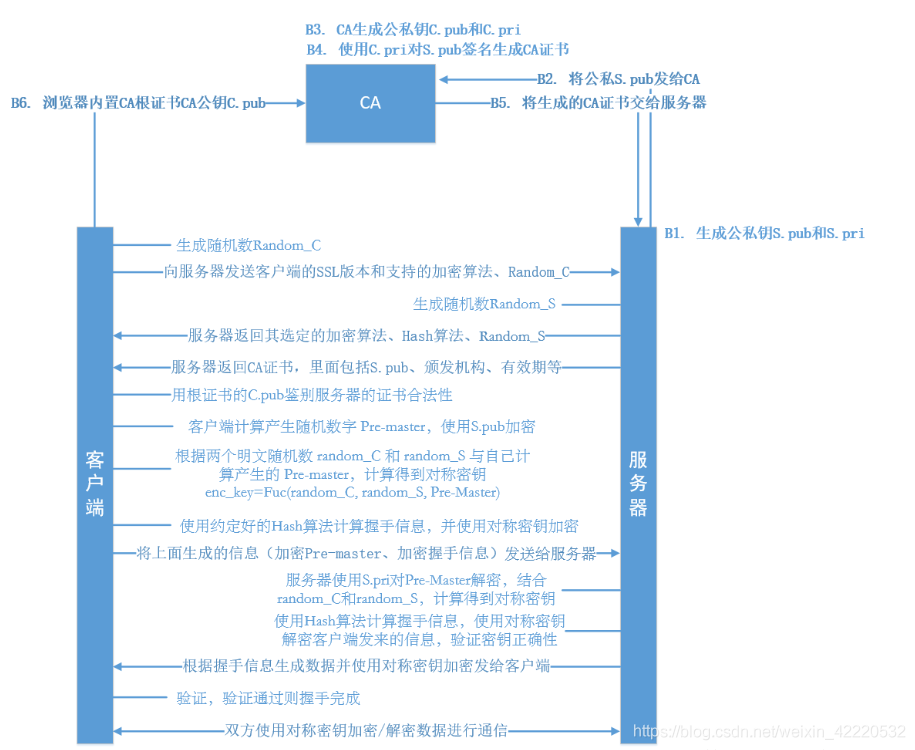 B3. CA生成公私钥C.pub和C.pri
B4. 使用C.pri对S.pub签名生成CA证书
B2. 将公私S.pub发给CA
B6. 浏览器内置CA根证书CA公钥C.pub
CA
B5. 将生成的CA证书交给服务器
B1. 生成公私钥S.pub和S.pri
生成随机数Random_C
向服务器发送客户端的SSL版本和支持的加密算法、Random_C
生成随机数Random_S
服务器返回其选定的加密算法、Hash算法、Random_S
服务器返回CA证书，里面包括S.pub、颁发机构、有效期等
用根证书的C.pub鉴别服务器的证书合法性
客户端计算产生随机数字 Pre-master，使用S.pub加密
客户端
服务器
根据两个明文随机数 random_C 和 random_S 与自己计
算产生的 Pre-master，计算得到对称密钥
enc_key=Fuc(random_C, random_S, Pre-Master)
使用约定好的Hash算法计算握手信息，并使用对称密钥加密
将上面生成的信息（加密Pre-master、加密握手信息）发送给服务器
服务器使用S.pri对Pre-Master解密，结合
random_C和random_S，计算得到对称密钥
使用Hash算法计算握手信息，使用对称密钥
解密客户端发来的信息，验证密钥正确性
根据握手信息生成数据并使用对称密钥加密发给客户端
验证，验证通过则握手完成
双方使用对称密钥加密/解密数据进行通信
https://blog.csdn.net/weixin_42220532